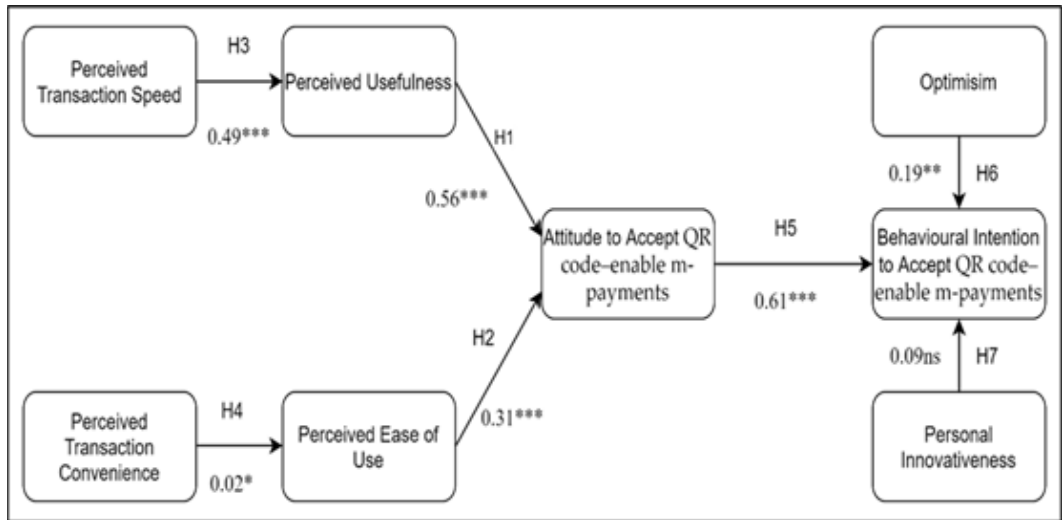 H3
Perceived
Transaction Speed
Perceived Usefulness
Optimisim
0.49***
H1
0.56***
0.19**
H6
Attitude to Accept QR
code–enable m-
payments
H5
0.61***
Behavioural Intention
to Accept QR code–
enable m-payments
H2
0.31***
0.09ns
H7
H4
Perceived
Transaction
Convenience
0.02*
Perceived Ease of
Use
Personal
Innovativeness